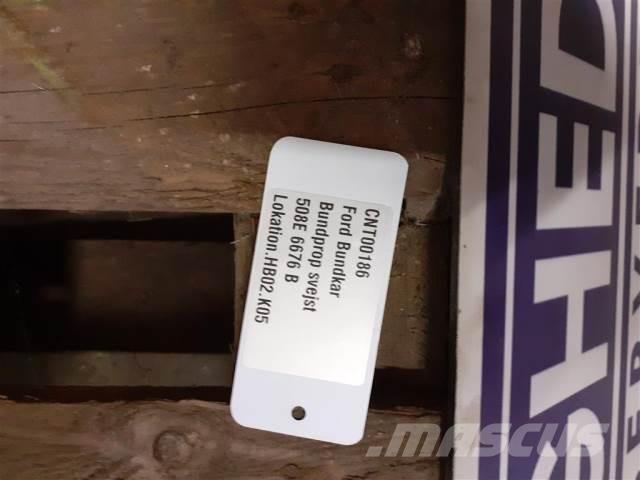 CNT00186
Ford Bundkar
Bundprop svejst
508E 6676 B
Lokation.HB02.K05
SHED
MASCUS